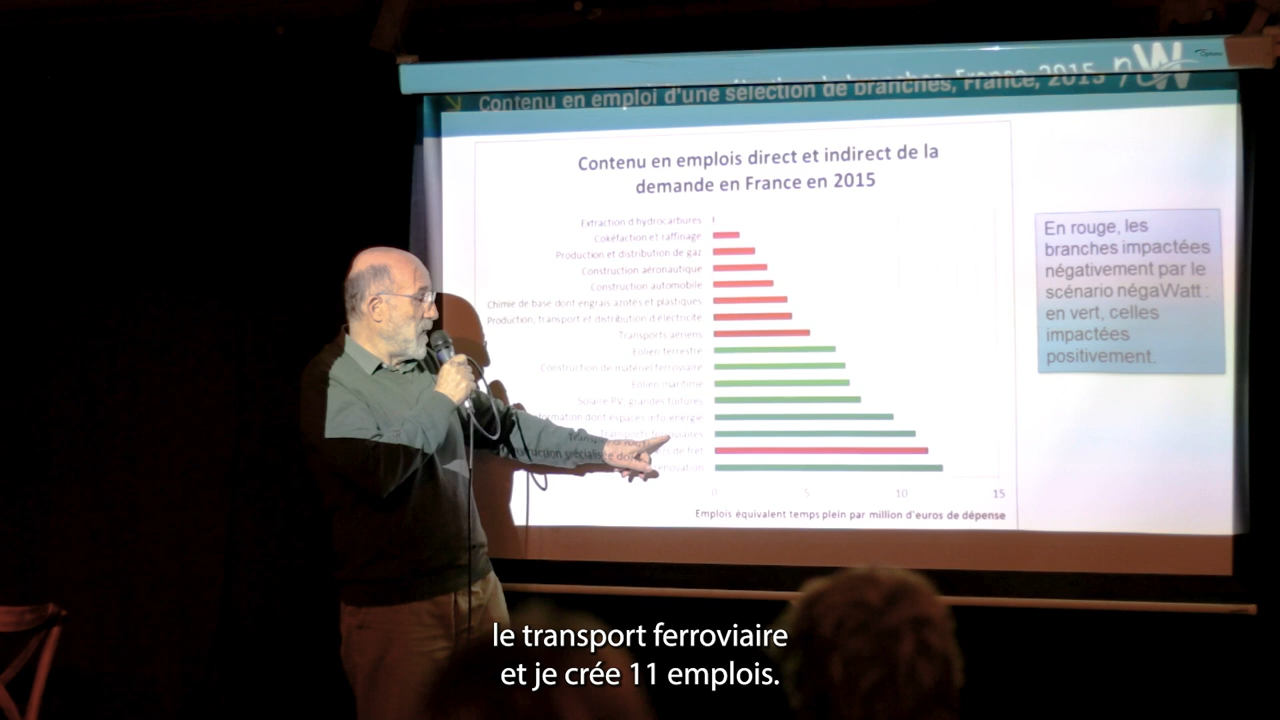 Contenu en emploi d'une sélection de branches, France, 2015 nW
Contenu en emplois direct et indirect de la
demande en France en 2015
Extraction d'hydrocarbures
Cokéfaction et raffinage
Production et distribution de gaz
Construction aéronautique
Construction automobile
Chimie de base dont engrais azotés et plastiques
Production, transport et distribution d'électricité
Transports aériens
Eolien terrestre
Construction de matériel ferroviaire
Eolien maritime
Solaire PV, grandes toitures
dont espaces info énergie
Transports ferroviaires
de fret
rénovation
0 5 10 15
Emplois équivalent temps plein par million d'euros de dépense
En rouge, les
branches impactées
négativement par le
scénario négaWatt :
en vert, celles
impactées
positivement.
le transport ferroviaire
et je crée 11 emplois.